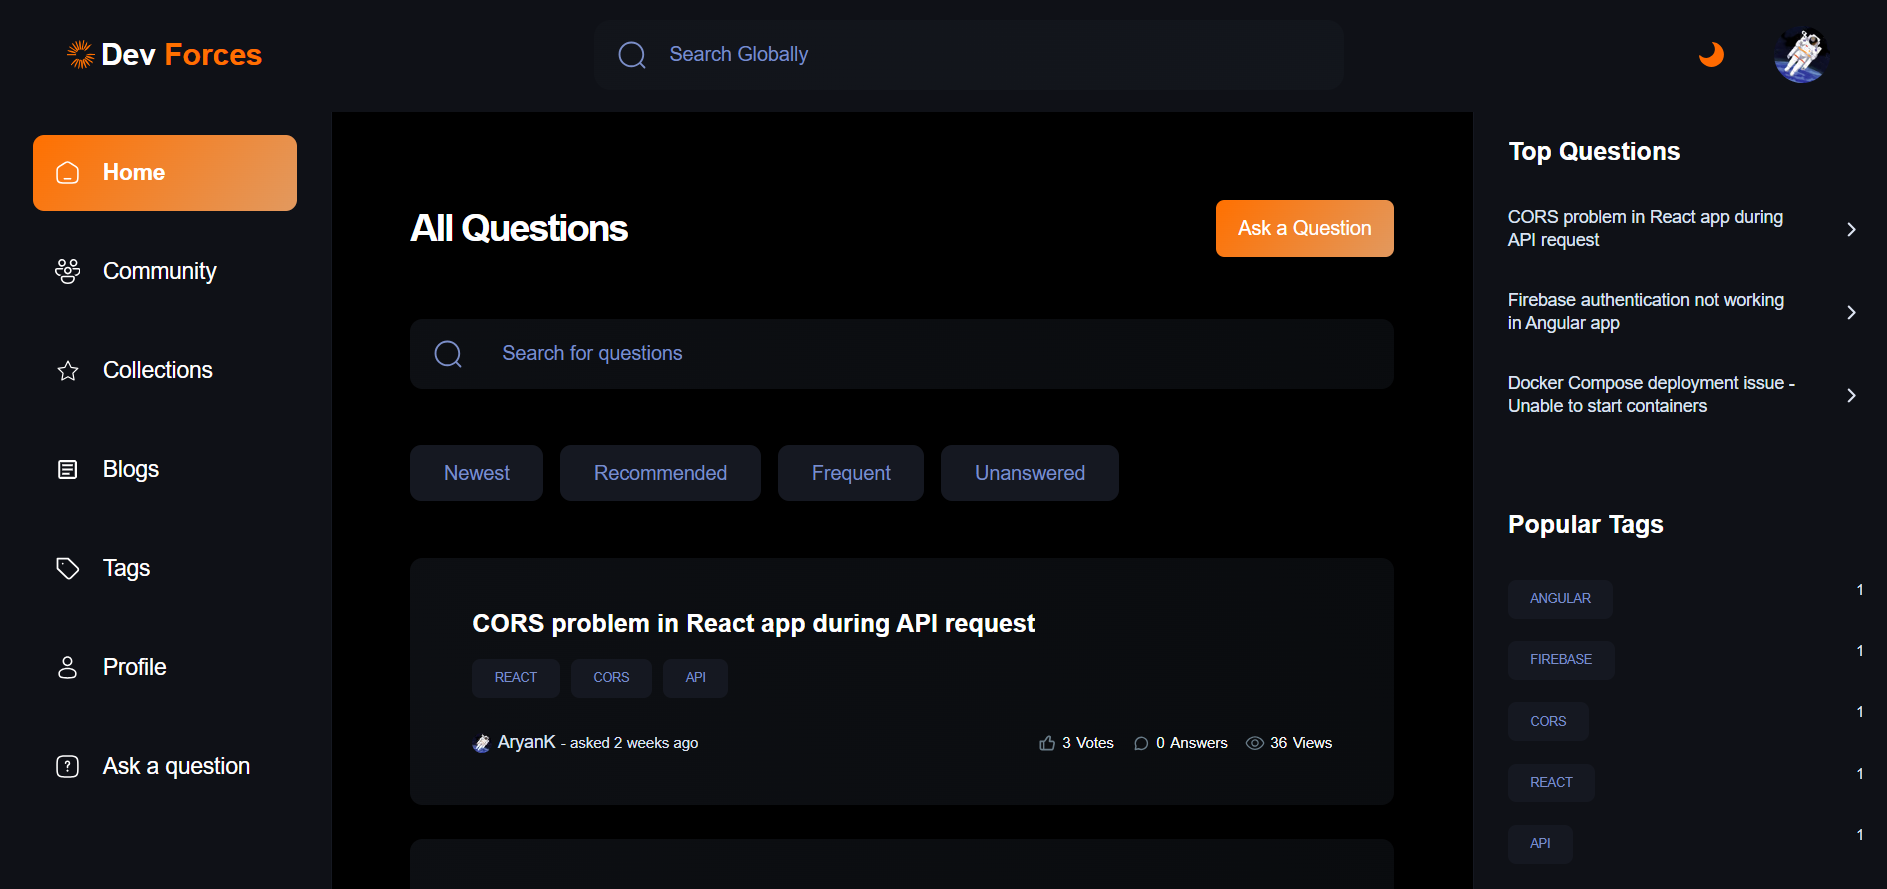 Dev Forces
Search Globally
Home
Community
Collections
Blogs
Tags
Profile
Ask a question
All Questions
Ask a Question
Search for questions
Newest
Recommended
Frequent
Unanswered
CORS problem in React app during API request
REACT
CORS
API
AryanK - asked 2 weeks ago
3 Votes
0 Answers
36 Views
Top Questions
CORS problem in React app during
API request
Firebase authentication not working
in Angular app
Docker Compose deployment issue -
Unable to start containers
Popular Tags
ANGULAR 1
FIREBASE 1
CORS 1
REACT 1
API 1